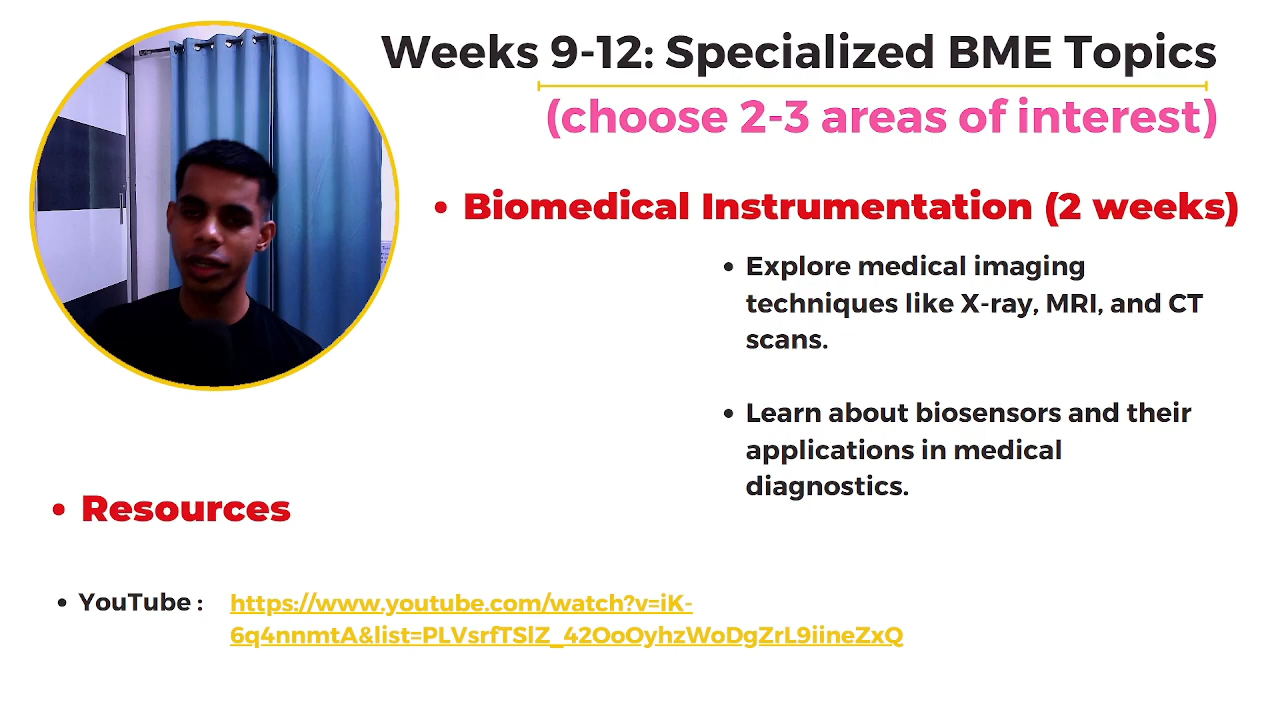 Weeks 9-12: Specialized BME Topics
(choose 2-3 areas of interest)
• Biomedical Instrumentation (2 weeks)
• Explore medical imaging
techniques like X-ray, MRI, and CT
scans.
• Learn about biosensors and their
applications in medical
diagnostics.
• Resources
• YouTube :
https://www.youtube.com/watch?v=iK-
6q4nnmtA&list=PLVsrfTSlZ_42OoOyhzWoDgZrL9iineZxQ